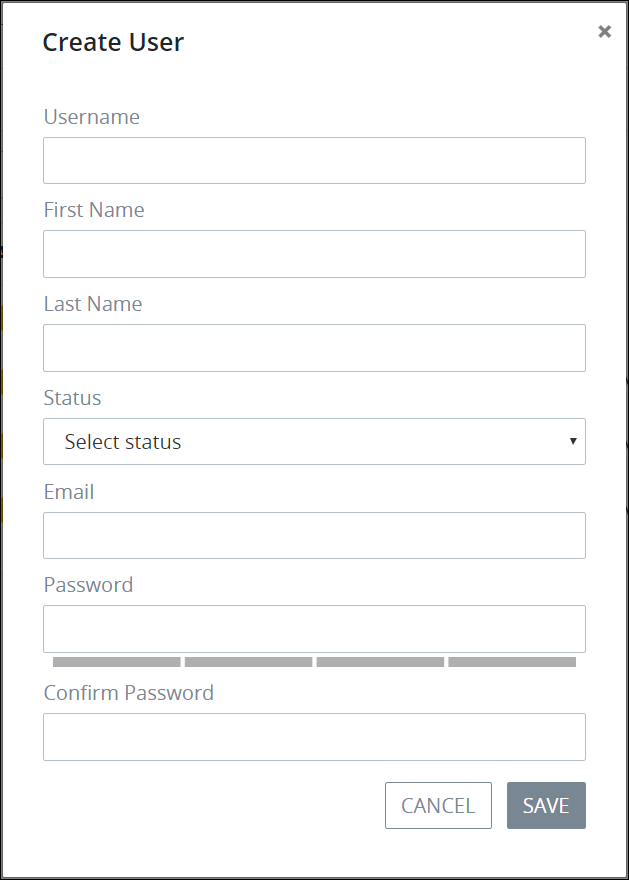 Create User
Username
First Name
Last Name
Status
Select status
Email
Password
Confirm Password
CANCEL SAVE